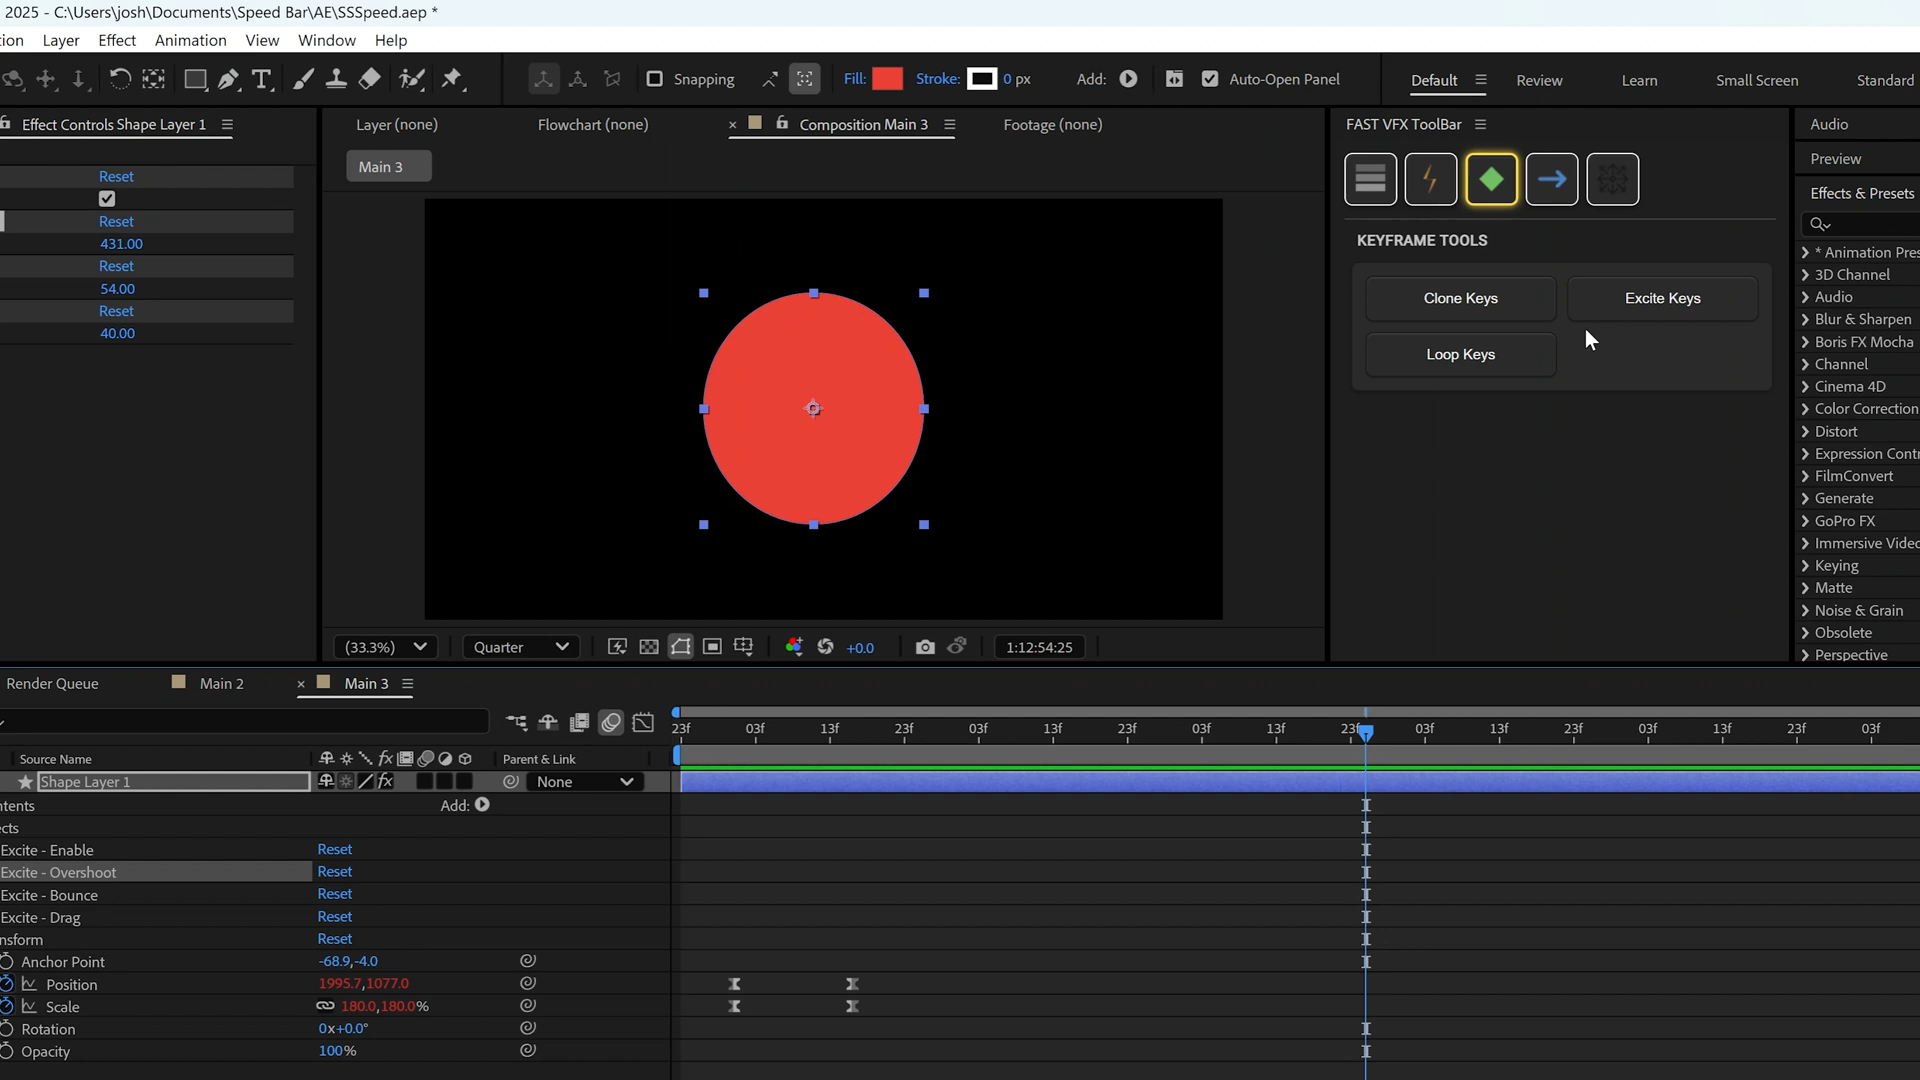 2025 - C:\Users\josh\Documents\Speed Bar\AE\SSSpeed.aep *
tion Layer Effect Animation View Window Help
Snapping Fill: Stroke: 0 px Add: Auto-Open Panel Default Review Learn Small Screen Standard
Effect Controls Shape Layer 1
Reset
Reset
431.00
Reset
54.00
Reset
40.00
Layer (none) Flowchart (none) × Composition Main 3 Footage (none)
Main 3
(33.3%) Quarter +0.0 1:12:54:25
FAST VFX ToolBar
KEYFRAME TOOLS
Clone Keys Excite Keys
Loop Keys
Audio
Preview
Effects & Presets
* Animation Pres
3D Channel
Audio
Blur & Sharpen
Boris FX Mocha
Channel
Cinema 4D
Color Correction
Distort
Expression Contr
FilmConvert
Generate
GoPro FX
Immersive Video
Keying
Matte
Noise & Grain
Obsolete
Perspective
Render Queue Main 2 × Main 3
23f 03f 13f 23f 03f 13f 23f 03f 13f 23f 03f 13f 23f 03f 13f 23f 03f
Source Name fx Parent & Link
Shape Layer 1 fx None
ntents Add:
ects
Excite - Enable Reset
Excite - Overshoot Reset
Excite - Bounce Reset
Excite - Drag Reset
nsform Reset
Anchor Point -68.9,-4.0
Position 1995.7,1077.0
Scale 180.0,180.0%
Rotation 0x+0.0°
Opacity 100%